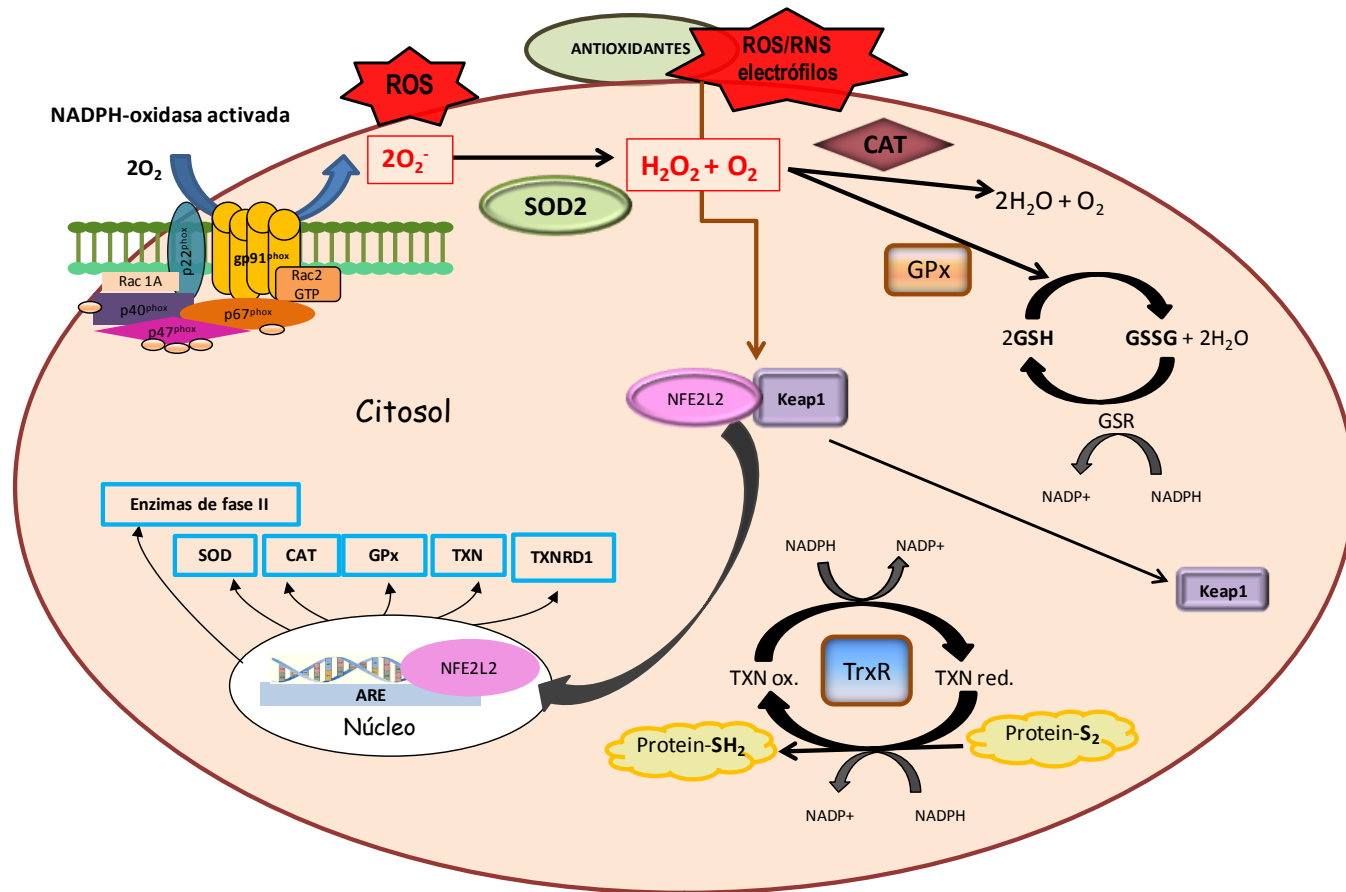 ANTIOXIDANTES
ROS/RNS
electrófilos
ROS
NADPH-oxidasa activada
2O₂
2O₂⁻
H₂O₂ + O₂
SOD2
CAT
2H₂O + O₂
GPx
p22ᵖʰᵒˣ
gp91ᵖʰᵒˣ
Rac 1A
Rac2
GTP
p40ᵖʰᵒˣ
p67ᵖʰᵒˣ
p47ᵖʰᵒˣ
2GSH
GSSG + 2H₂O
GSR
NADP+
NADPH
Citosol
NFE2L2
Keap1
Enzimas de fase II
SOD
CAT
GPx
TXN
TXNRD1
NFE2L2
ARE
Núcleo
NADPH
NADP+
Keap1
TXN ox.
TrxR
TXN red.
Protein-SH₂
Protein-S₂
NADP+
NADPH